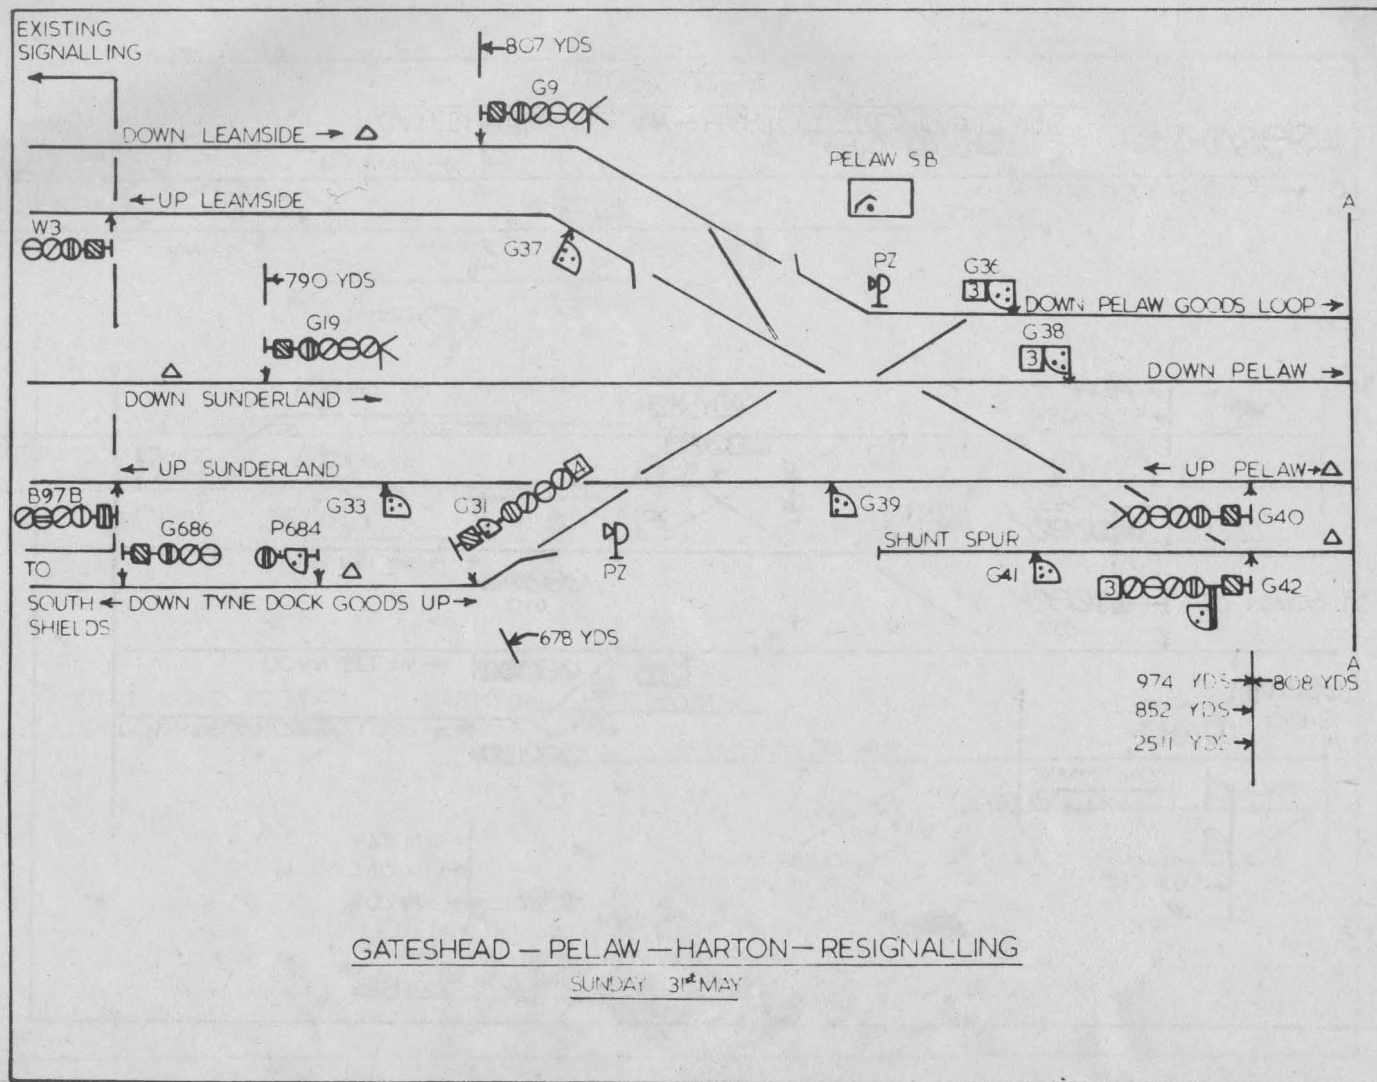 EXISTING
SIGNALLING
807 YDS
G9
DOWN LEAMSIDE
PELAW S.B
UP LEAMSIDE
A
W3
G37
790 YDS
PZ
G36
3
DOWN PELAW GOODS LOOP
G19
G38
3
DOWN PELAW
DOWN SUNDERLAND
UP SUNDERLAND
4
UP PELAW
B97B
G33
G31
G39
G40
G686
P684
SHUNT SPUR
TO
PZ
G41
3
G42
SOUTH
SHIELDS
DOWN TYNE DOCK GOODS UP
678 YDS
A
974 YDS
808 YDS
852 YDS
2511 YDS
GATESHEAD — PELAW — HARTON — RESIGNALLING
SUNDAY 31st MAY